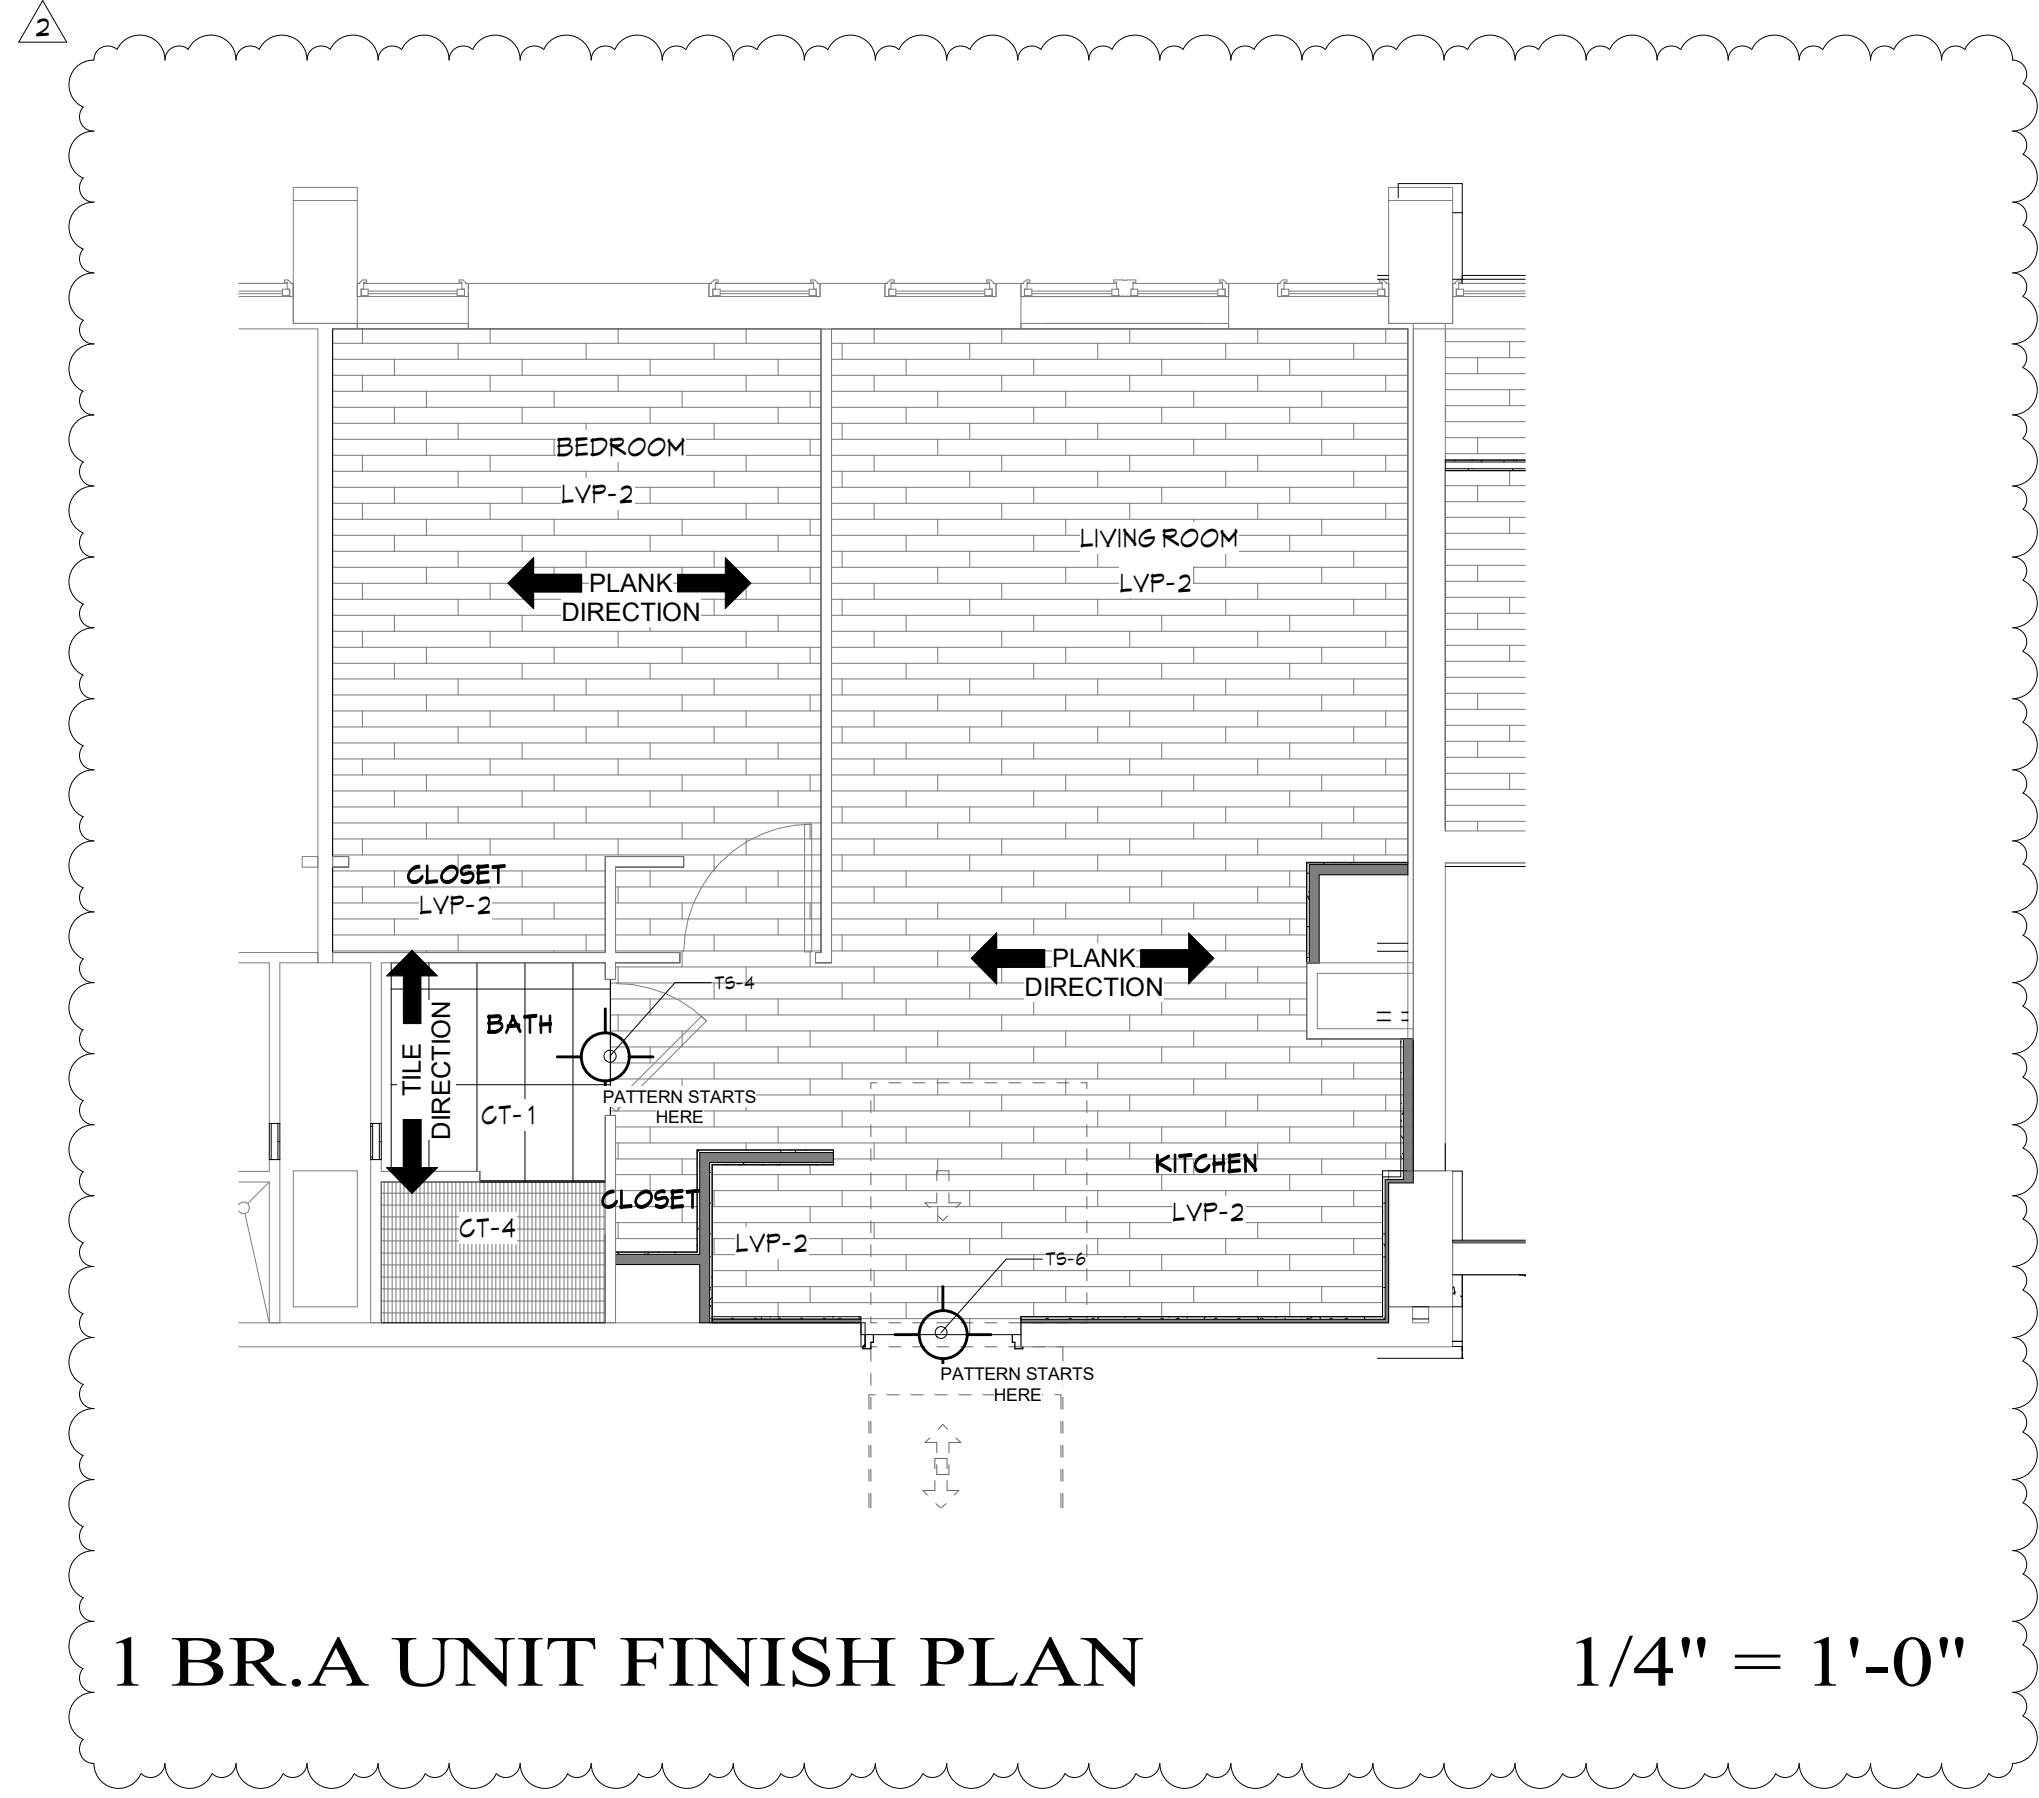 2
BEDROOM
LVP-2
LIVING ROOM
LVP-2
PLANK
DIRECTION
CLOSET
LVP-2
PLANK
DIRECTION
TS-4
BATH
TILE
DIRECTION
PATTERN STARTS
HERE
CT-1
KITCHEN
LVP-2
CLOSET
LVP-2
CT-4
TS-6
PATTERN STARTS
HERE
1 BR.A UNIT FINISH PLAN
1/4" = 1'-0"